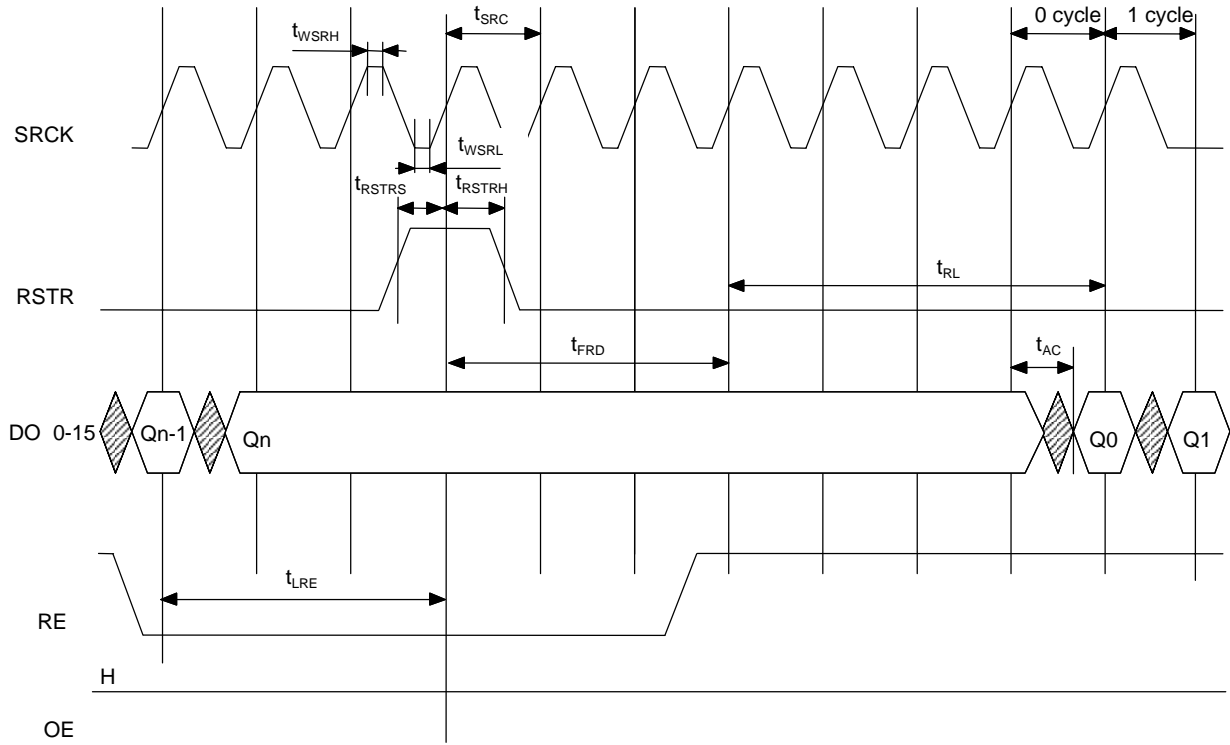 0 cycle 1 cycle
tSRC
tWSRH
SRCK
tWSRL
tRSTRS tRSTRH
tRL
RSTR
tFRD tAC
DO 0-15 Qn-1 Qn Q0 Q1
tLRE
RE
H
OE